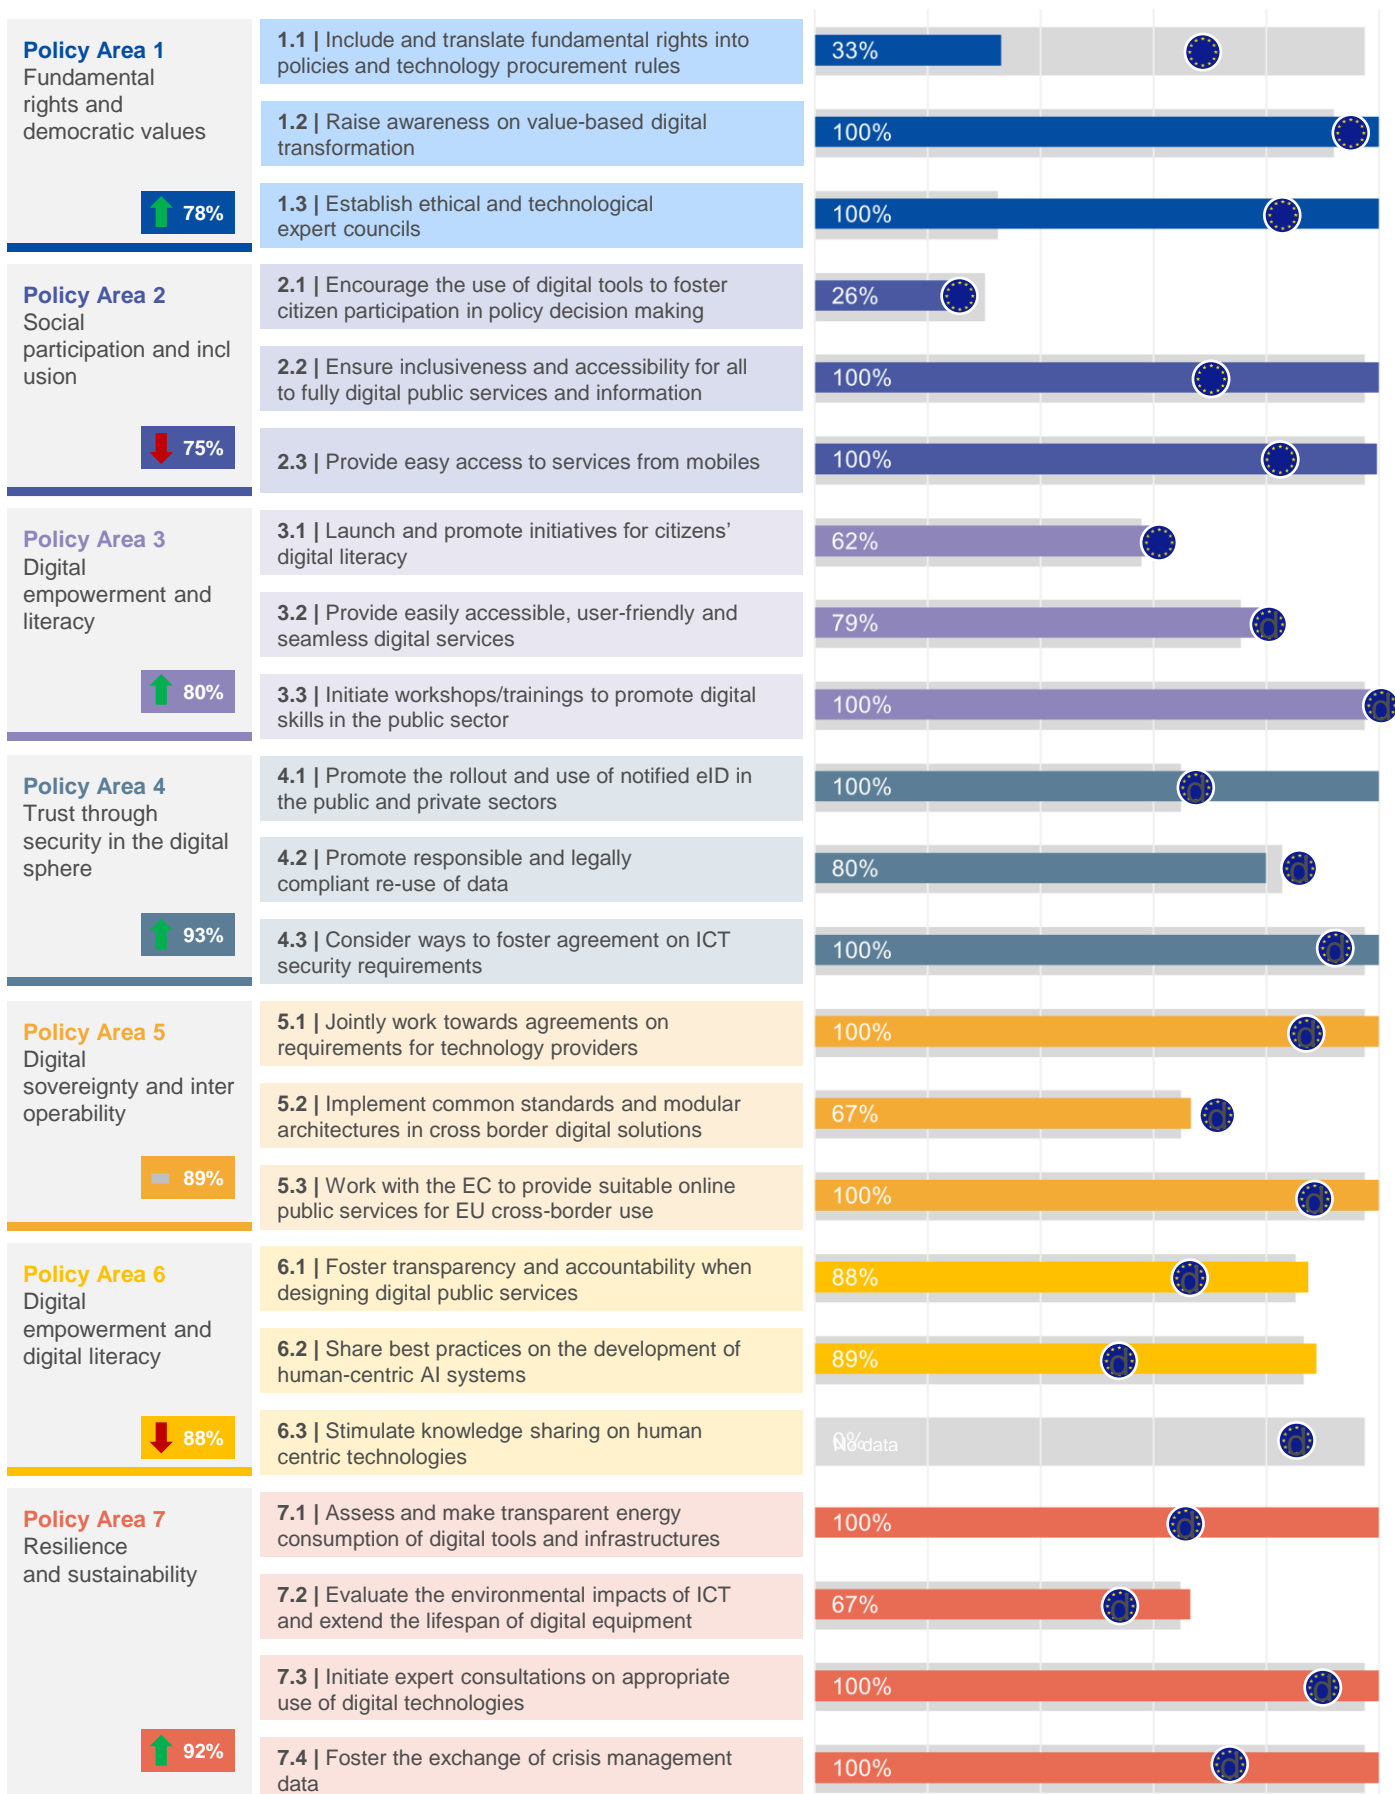 Policy Area 1
Fundamental
rights and
democratic values
78%
1.1 | Include and translate fundamental rights into
policies and technology procurement rules
33%
1.2 | Raise awareness on value-based digital
transformation
100%
1.3 | Establish ethical and technological
expert councils
100%
Policy Area 2
Social
participation and incl
usion
75%
2.1 | Encourage the use of digital tools to foster
citizen participation in policy decision making
26%
2.2 | Ensure inclusiveness and accessibility for all
to fully digital public services and information
100%
2.3 | Provide easy access to services from mobiles
100%
Policy Area 3
Digital
empowerment and
literacy
80%
3.1 | Launch and promote initiatives for citizens’
digital literacy
62%
3.2 | Provide easily accessible, user-friendly and
seamless digital services
79%
d
3.3 | Initiate workshops/trainings to promote digital
skills in the public sector
100%
d
Policy Area 4
Trust through
security in the digital
sphere
93%
4.1 | Promote the rollout and use of notified eID in
the public and private sectors
100%
d
4.2 | Promote responsible and legally
compliant re-use of data
80%
d
4.3 | Consider ways to foster agreement on ICT
security requirements
100%
d
Policy Area 5
Digital
sovereignty and inter
operability
89%
5.1 | Jointly work towards agreements on
requirements for technology providers
100%
d
5.2 | Implement common standards and modular
architectures in cross border digital solutions
67%
d
5.3 | Work with the EC to provide suitable online
public services for EU cross-border use
100%
d
Policy Area 6
Digital
empowerment and
digital literacy
88%
6.1 | Foster transparency and accountability when
designing digital public services
88%
d
6.2 | Share best practices on the development of
human-centric AI systems
89%
d
6.3 | Stimulate knowledge sharing on human
centric technologies
0%
No data
d
Policy Area 7
Resilience
and sustainability
92%
7.1 | Assess and make transparent energy
consumption of digital tools and infrastructures
100%
d
7.2 | Evaluate the environmental impacts of ICT
and extend the lifespan of digital equipment
67%
d
7.3 | Initiate expert consultations on appropriate
use of digital technologies
100%
d
7.4 | Foster the exchange of crisis management
data
100%
d